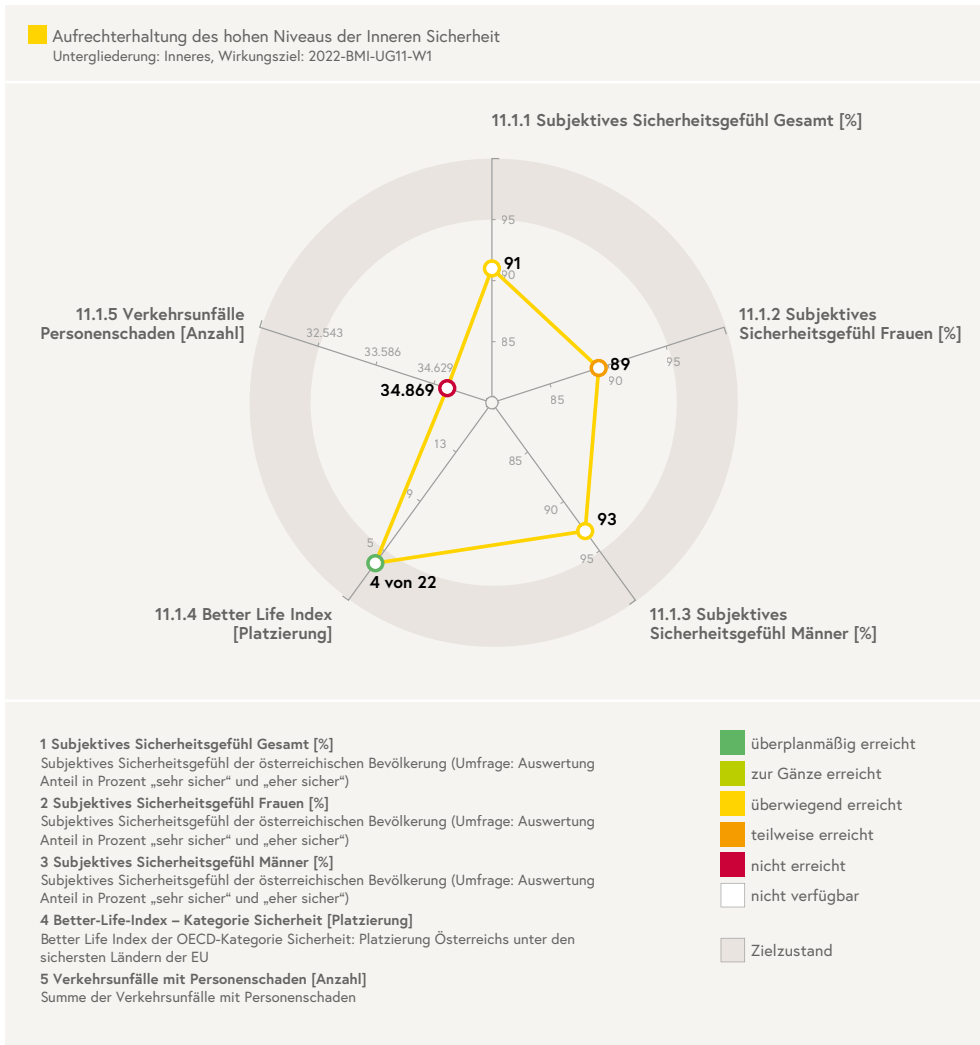 Aufrechterhaltung des hohen Niveaus der Inneren Sicherheit
Untergliederung: Inneres, Wirkungsziel: 2022-BMI-UG11-W1
11.1.1 Subjektives Sicherheitsgefühl Gesamt [%]
95
91
90
85
11.1.5 Verkehrsunfälle
Personenschaden [Anzahl]
32.543
33.586
34.629
34.869
11.1.2 Subjektives
Sicherheitsgefühl Frauen [%]
95
89
90
85
13
9
5
4 von 22
85
90
93
95
11.1.4 Better Life Index
[Platzierung]
11.1.3 Subjektives
Sicherheitsgefühl Männer [%]
1 Subjektives Sicherheitsgefühl Gesamt [%]
Subjektives Sicherheitsgefühl der österreichischen Bevölkerung (Umfrage: Auswertung
Anteil in Prozent „sehr sicher“ und „eher sicher“)
2 Subjektives Sicherheitsgefühl Frauen [%]
Subjektives Sicherheitsgefühl der österreichischen Bevölkerung (Umfrage: Auswertung
Anteil in Prozent „sehr sicher“ und „eher sicher“)
3 Subjektives Sicherheitsgefühl Männer [%]
Subjektives Sicherheitsgefühl der österreichischen Bevölkerung (Umfrage: Auswertung
Anteil in Prozent „sehr sicher“ und „eher sicher“)
4 Better-Life-Index – Kategorie Sicherheit [Platzierung]
Better Life Index der OECD-Kategorie Sicherheit: Platzierung Österreichs unter den
sichersten Ländern der EU
5 Verkehrsunfälle mit Personenschaden [Anzahl]
Summe der Verkehrsunfälle mit Personenschaden
überplanmäßig erreicht
zur Gänze erreicht
überwiegend erreicht
teilweise erreicht
nicht erreicht
nicht verfügbar
Zielzustand